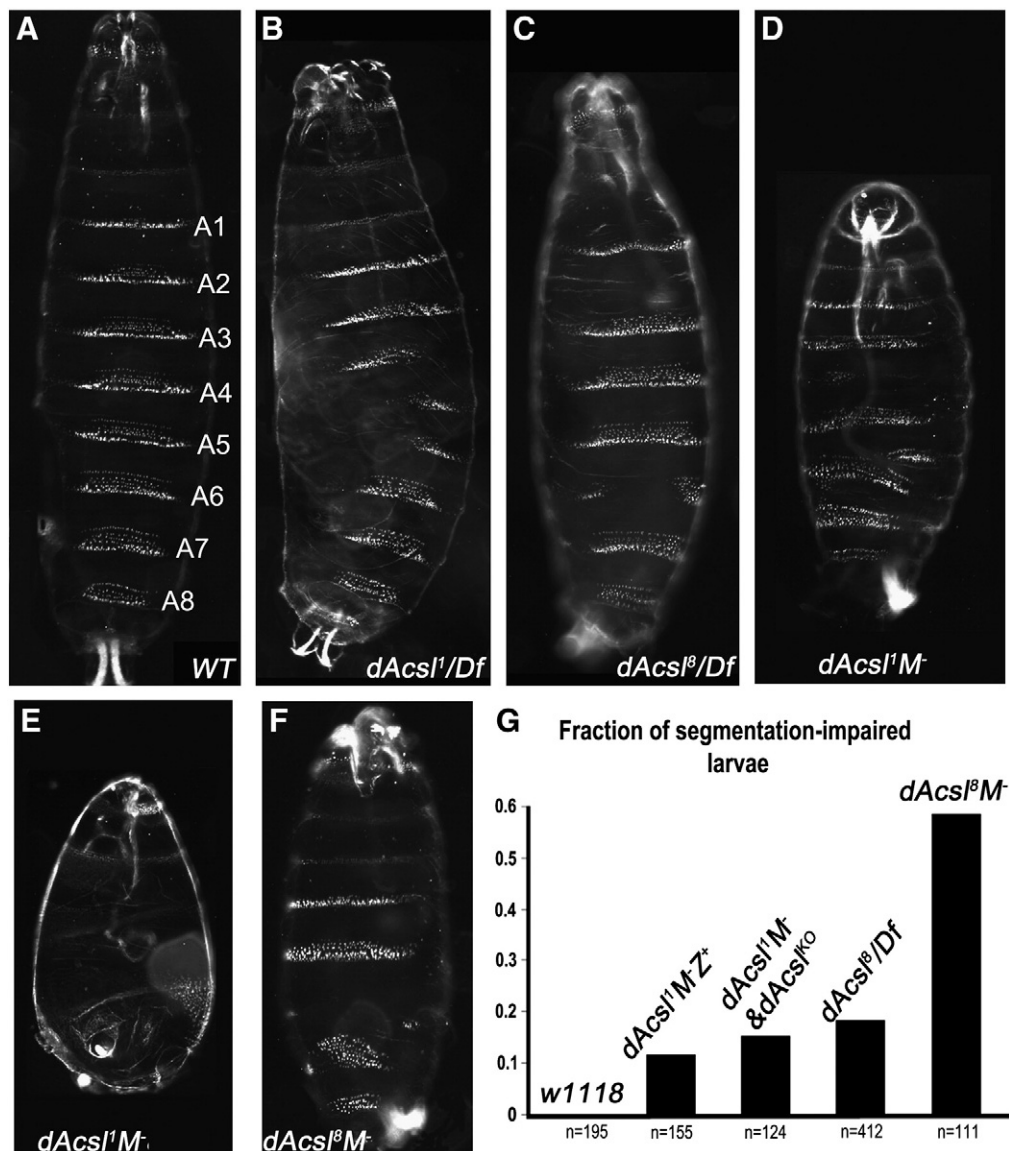 A
A1
A2
A3
A4
A5
A6
A7
A8
WT
B
dAcsl¹/Df
C
dAcsl⁸/Df
D
dAcsl¹M⁻
E
dAcsl¹M⁻
F
dAcsl⁸M⁻
G
Fraction of segmentation-impaired
larvae
0.6
0.5
0.4
0.3
0.2
0.1
0
w1118
dAcsl¹M⁻Z⁺
dAcsl¹M⁻
&dAcslᴷᴼ
dAcsl⁸/Df
dAcsl⁸M⁻
n=195
n=155
n=124
n=412
n=111